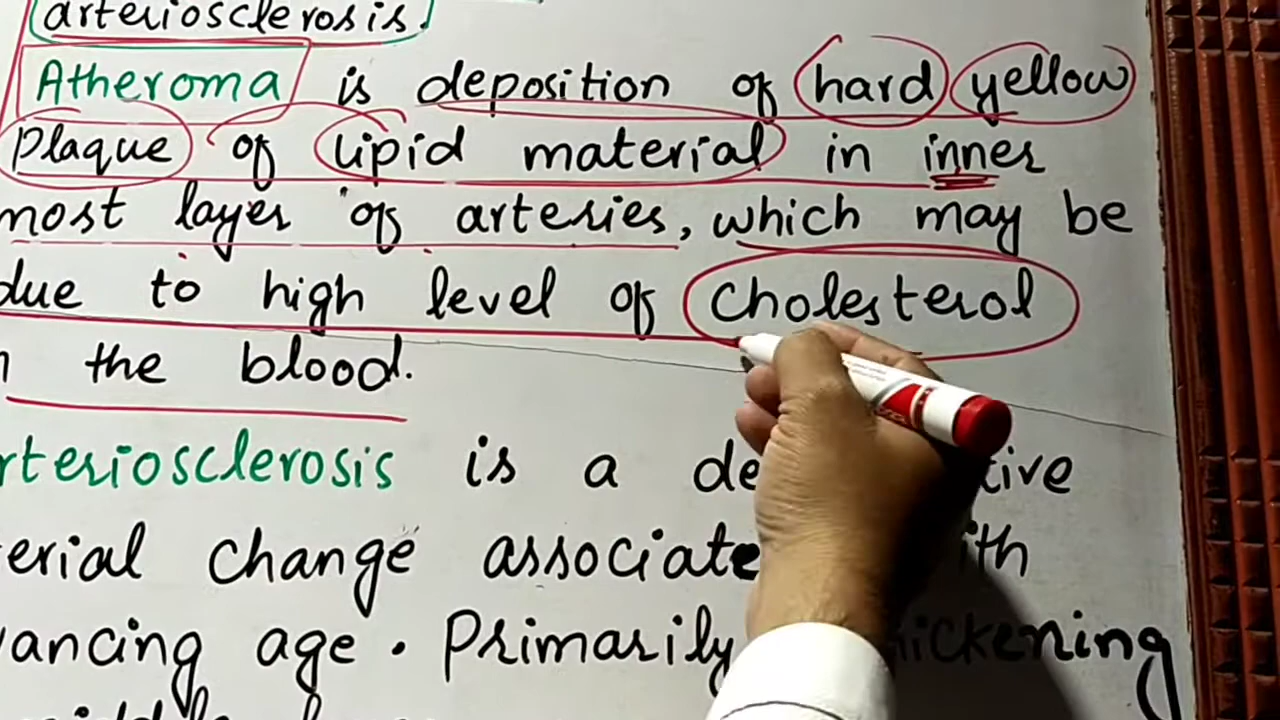 arteriosclerosis.
Atheroma is deposition of hard yellow
plaque of lipid material in inner
most layer of arteries, which may be
due to high level of cholesterol
the blood.
rteriosclerosis is a de tive
erial change associate ith
vancing age. Primarily hickening